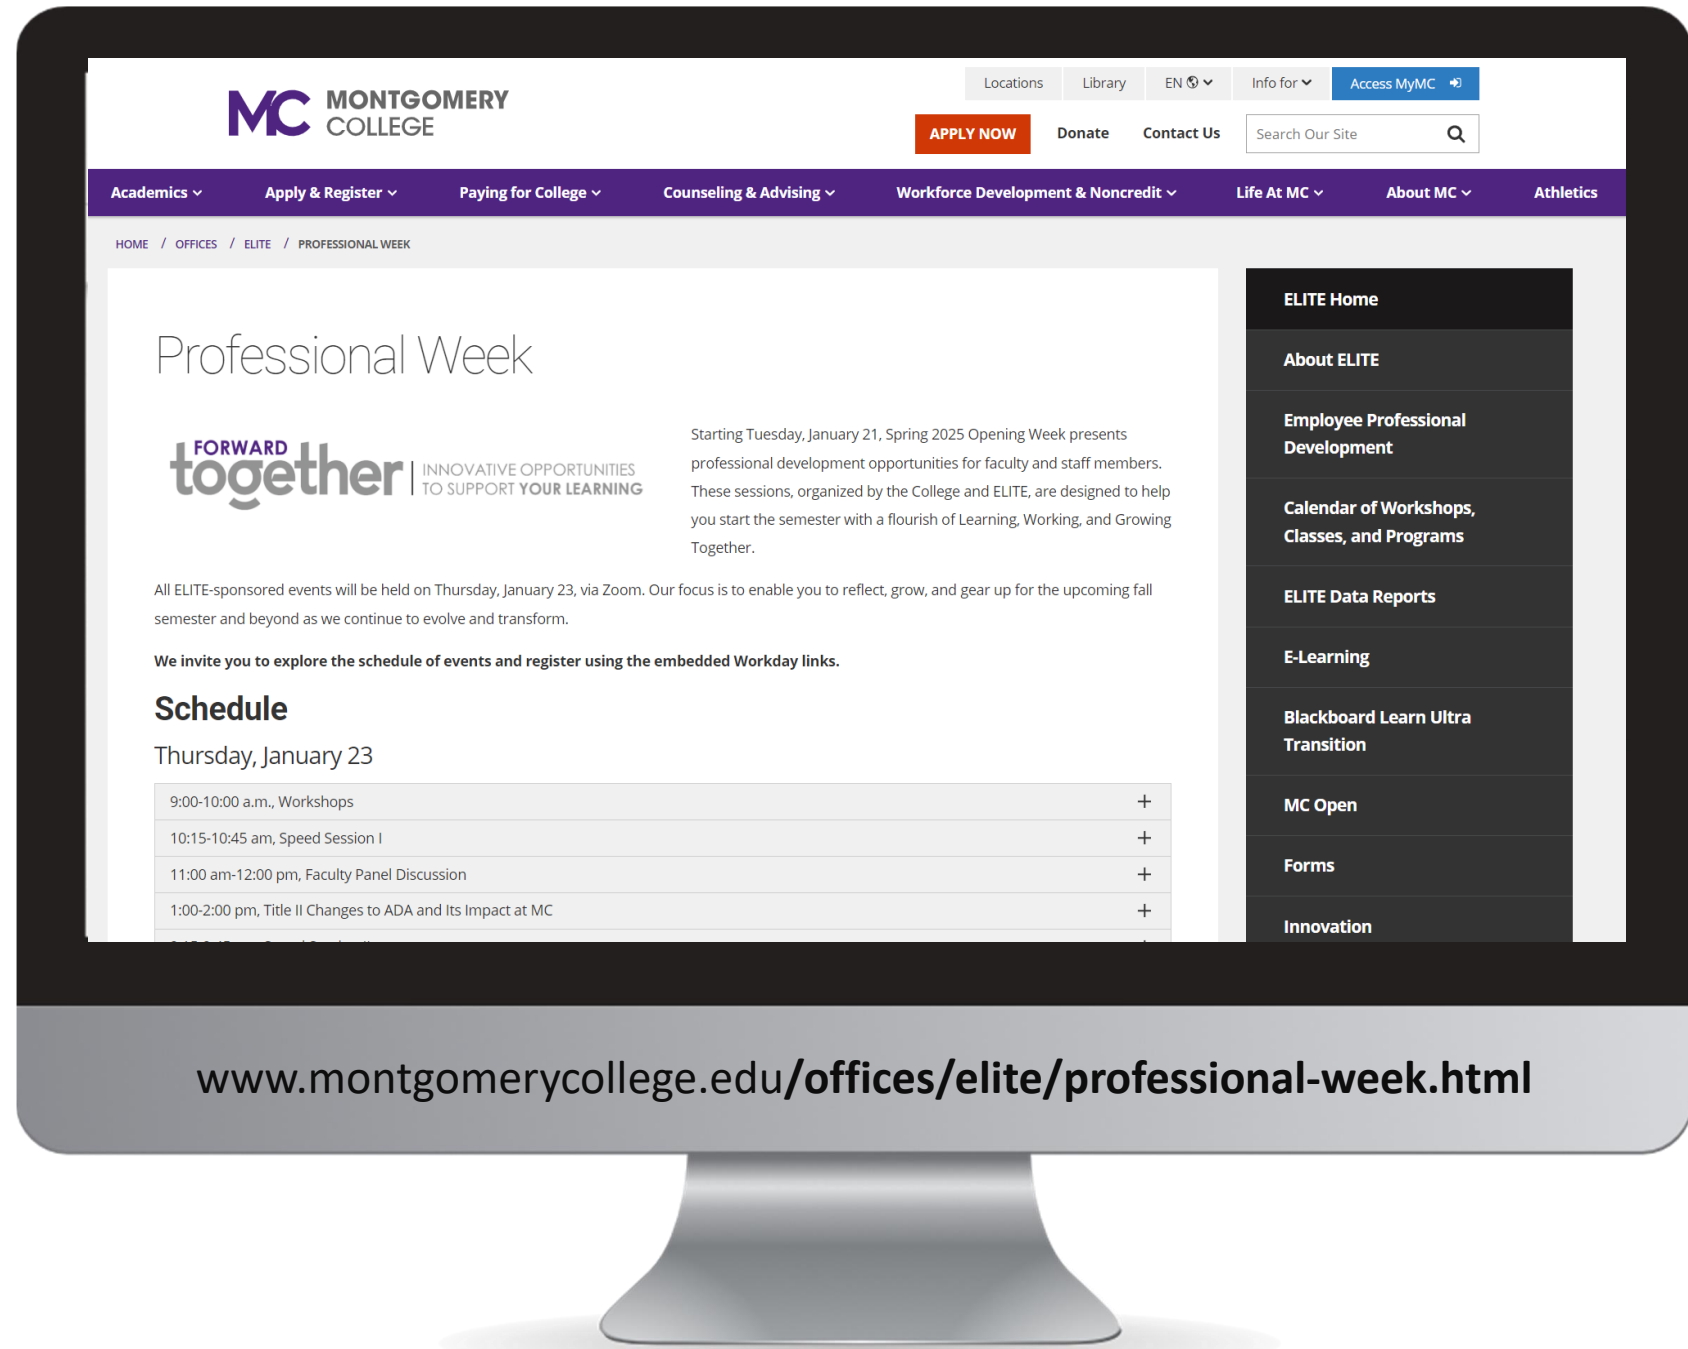 MC MONTGOMERY
COLLEGE
Locations Library EN Info for Access MyMC
APPLY NOW Donate Contact Us Search Our Site
Academics Apply & Register Paying for College Counseling & Advising Workforce Development & Noncredit Life At MC About MC Athletics
HOME / OFFICES / ELITE / PROFESSIONAL WEEK
Professional Week
FORWARD
together
INNOVATIVE OPPORTUNITIES
TO SUPPORT YOUR LEARNING
Starting Tuesday, January 21, Spring 2025 Opening Week presents
professional development opportunities for faculty and staff members.
These sessions, organized by the College and ELITE, are designed to help
you start the semester with a flourish of Learning, Working, and Growing
Together.
All ELITE-sponsored events will be held on Thursday, January 23, via Zoom. Our focus is to enable you to reflect, grow, and gear up for the upcoming fall
semester and beyond as we continue to evolve and transform.
We invite you to explore the schedule of events and register using the embedded Workday links.
Schedule
Thursday, January 23
9:00-10:00 a.m., Workshops +
10:15-10:45 am, Speed Session I +
11:00 am-12:00 pm, Faculty Panel Discussion +
1:00-2:00 pm, Title II Changes to ADA and Its Impact at MC +
ELITE Home
About ELITE
Employee Professional
Development
Calendar of Workshops,
Classes, and Programs
ELITE Data Reports
E-Learning
Blackboard Learn Ultra
Transition
MC Open
Forms
Innovation
www.montgomerycollege.edu/offices/elite/professional-week.html